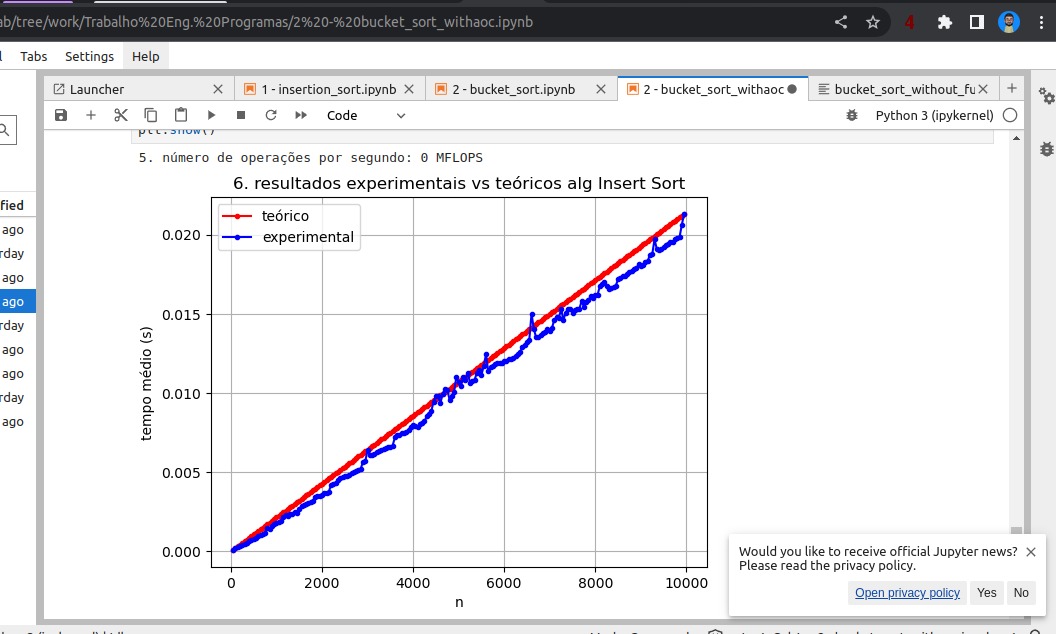 ab/tree/work/Trabalho%20Eng.%20Programas/2%20-%20bucket_sort_withaoc.ipynb
4
Tabs Settings Help
Launcher
1 - insertion_sort.ipynb
2 - bucket_sort.ipynb
2 - bucket_sort_withaoc
bucket_sort_without_fu
Code
Python 3 (ipykernel)
plt.show()
5. número de operações por segundo: 0 MFLOPS
6. resultados experimentais vs teóricos alg Insert Sort
teórico
experimental
0.020
0.015
0.010
0.005
0.000
tempo médio (s)
0 2000 4000 6000 8000 10000
n
fied
ago
rday
ago
ago
rday
ago
ago
rday
ago
Would you like to receive official Jupyter news?
Please read the privacy policy.
Open privacy policy Yes No